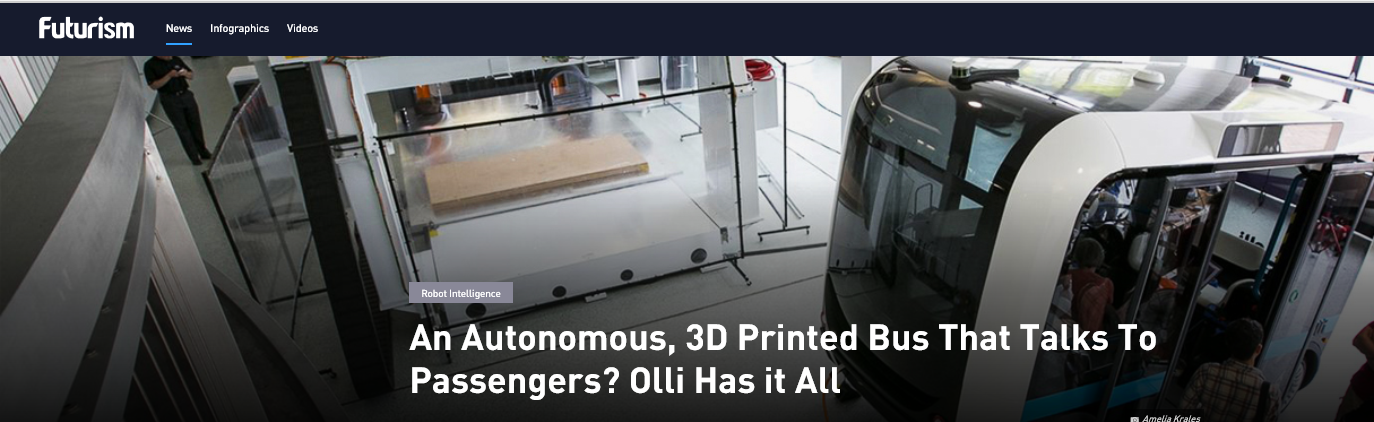 Futurism
News
Infographics
Videos
Robot Intelligence
An Autonomous, 3D Printed Bus That Talks To
Passengers? Olli Has it All
Amelia Krales